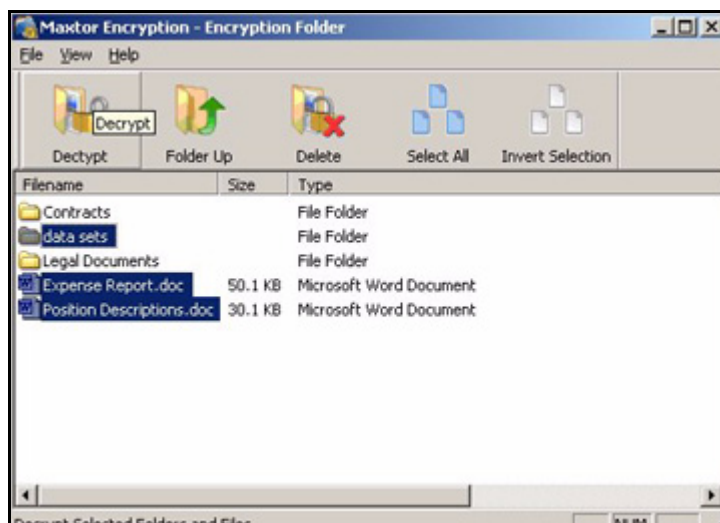 Maxtor Encryption - Encryption Folder
File View Help
Decrypt
Dectypt Folder Up Delete Select All Invert Selection
Filename Size Type
Contracts File Folder
data sets File Folder
Legal Documents File Folder
Expense Report.doc 50.1 KB Microsoft Word Document
Position Descriptions.doc 30.1 KB Microsoft Word Document
Decrypt Selected Folders and Files NUM